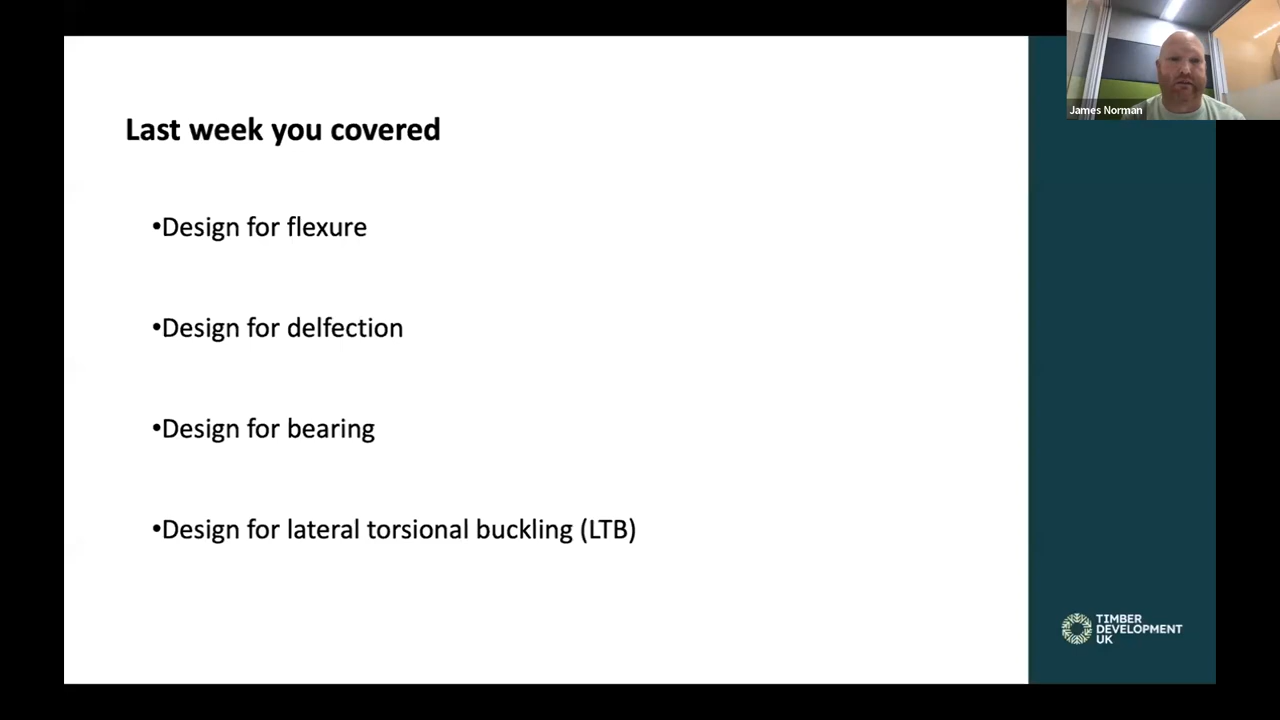 James Norman
Last week you covered
•Design for flexure
•Design for delfection
•Design for bearing
•Design for lateral torsional buckling (LTB)
TIMBER
DEVELOPMENT
UK